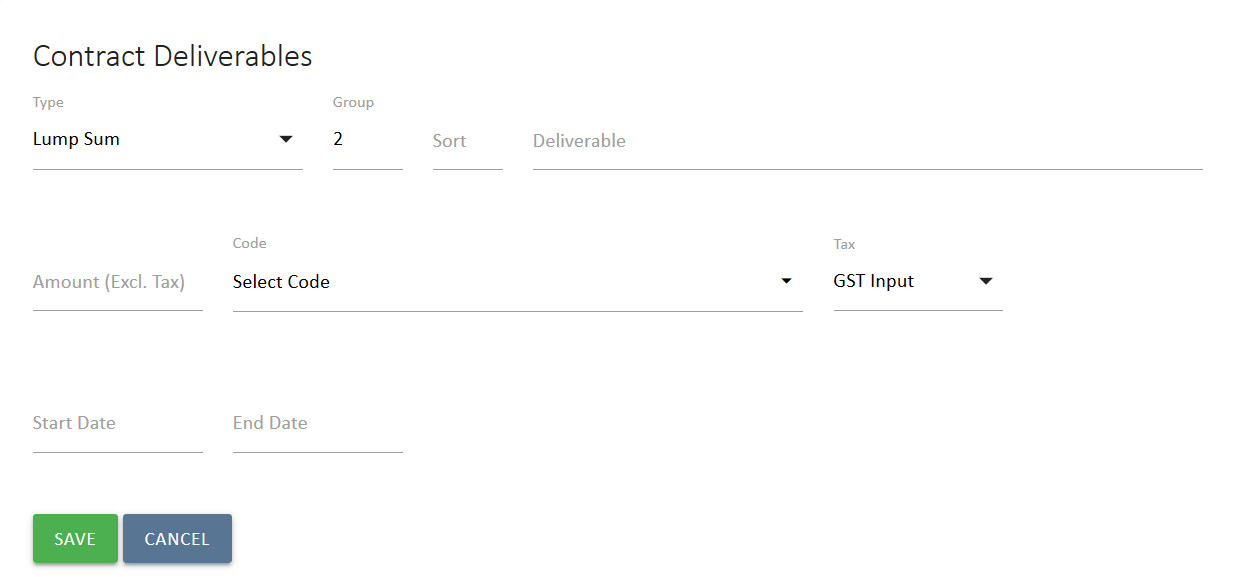 Contract Deliverables
Type Group
Lump Sum 2 Sort Deliverable
Code Tax
Amount (Excl. Tax) Select Code GST Input
Start Date End Date
SAVE CANCEL